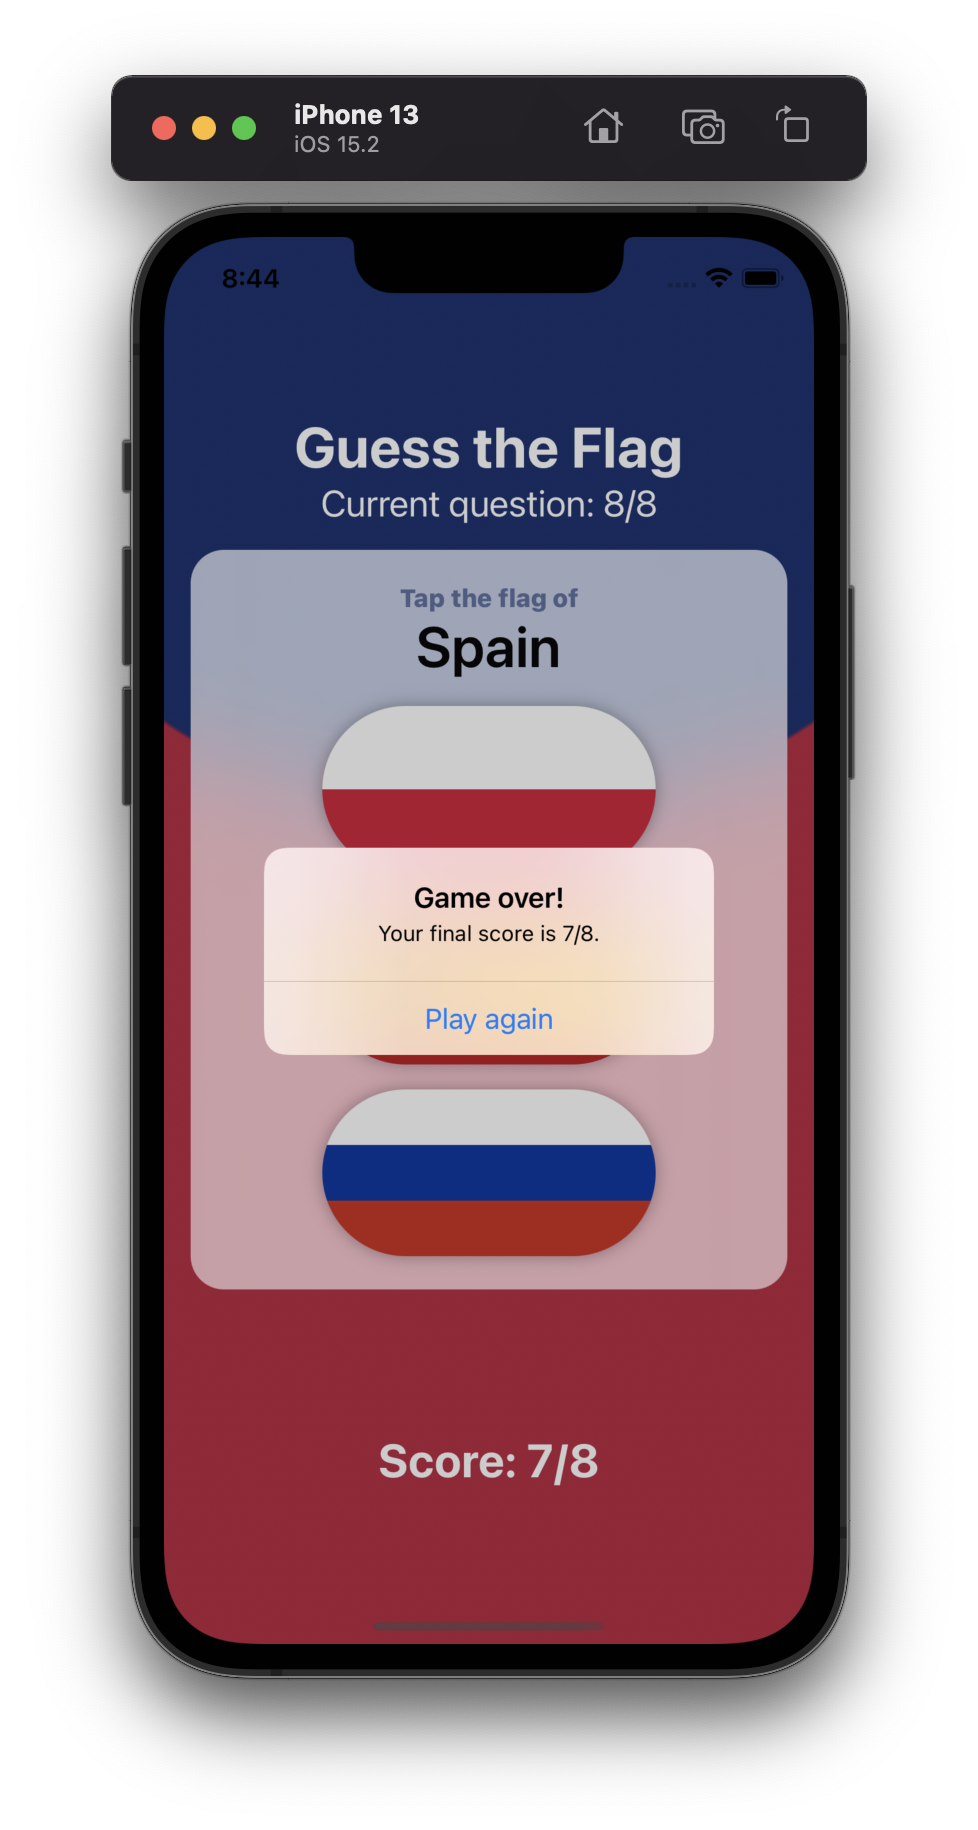 iPhone 13
iOS 15.2
8:44
Guess the Flag
Current question: 8/8
Tap the flag of
Spain
Game over!
Your final score is 7/8.
Play again
Score: 7/8